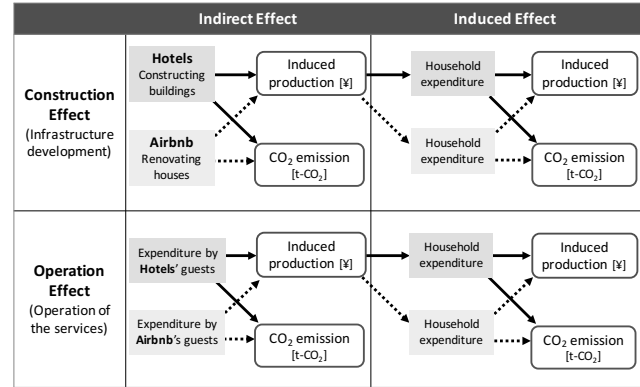 Indirect Effect
Induced Effect
Construction
Effect
(Infrastructure
development)
Hotels
Constructing
buildings
Airbnb
Renovating
houses
Induced
production [¥]
CO₂ emission
[t-CO₂]
Household
expenditure
Household
expenditure
Induced
production [¥]
CO₂ emission
[t-CO₂]
Operation
Effect
(Operation of
the services)
Expenditure by
Hotels' guests
Expenditure by
Airbnb's guests
Induced
production [¥]
CO₂ emission
[t-CO₂]
Household
expenditure
Household
expenditure
Induced
production [¥]
CO₂ emission
[t-CO₂]